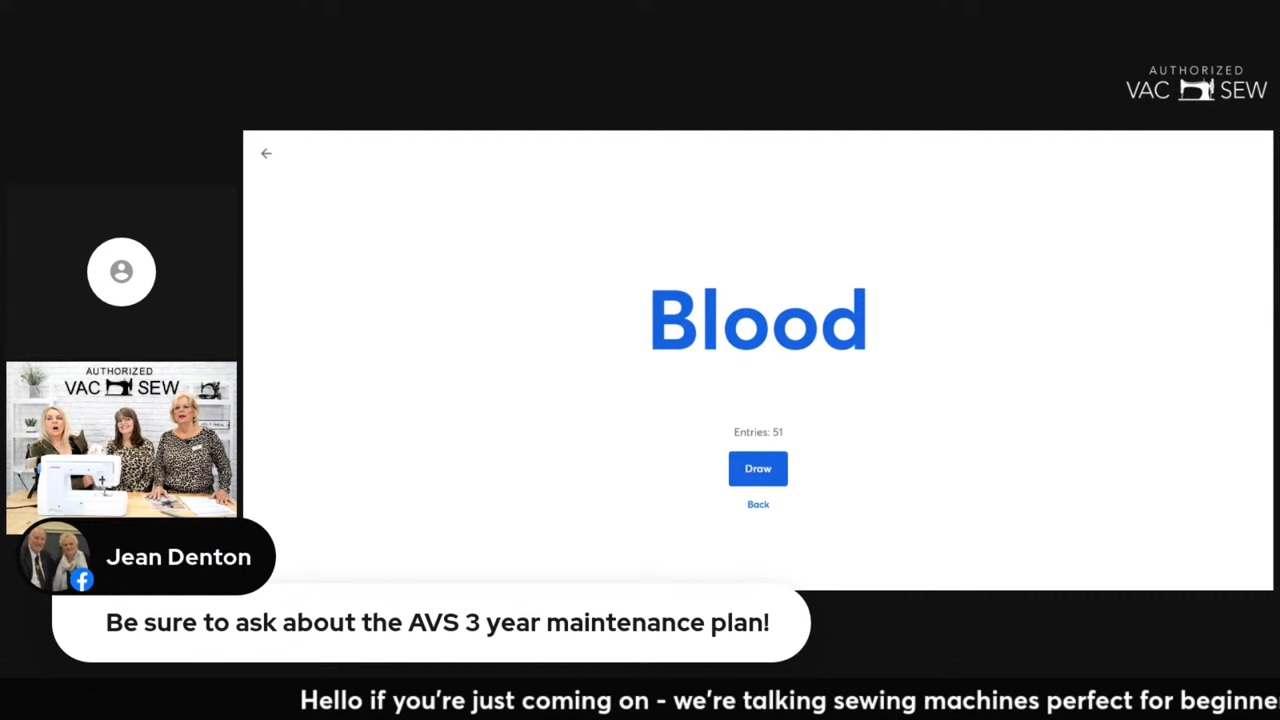 AUTHORIZED
VAC SEW
←
Blood
Entries: 51
Draw
Back
AUTHORIZED
VAC SEW
Jean Denton
Be sure to ask about the AVS 3 year maintenance plan!
Hello if you're just coming on - we're talking sewing machines perfect for beginne